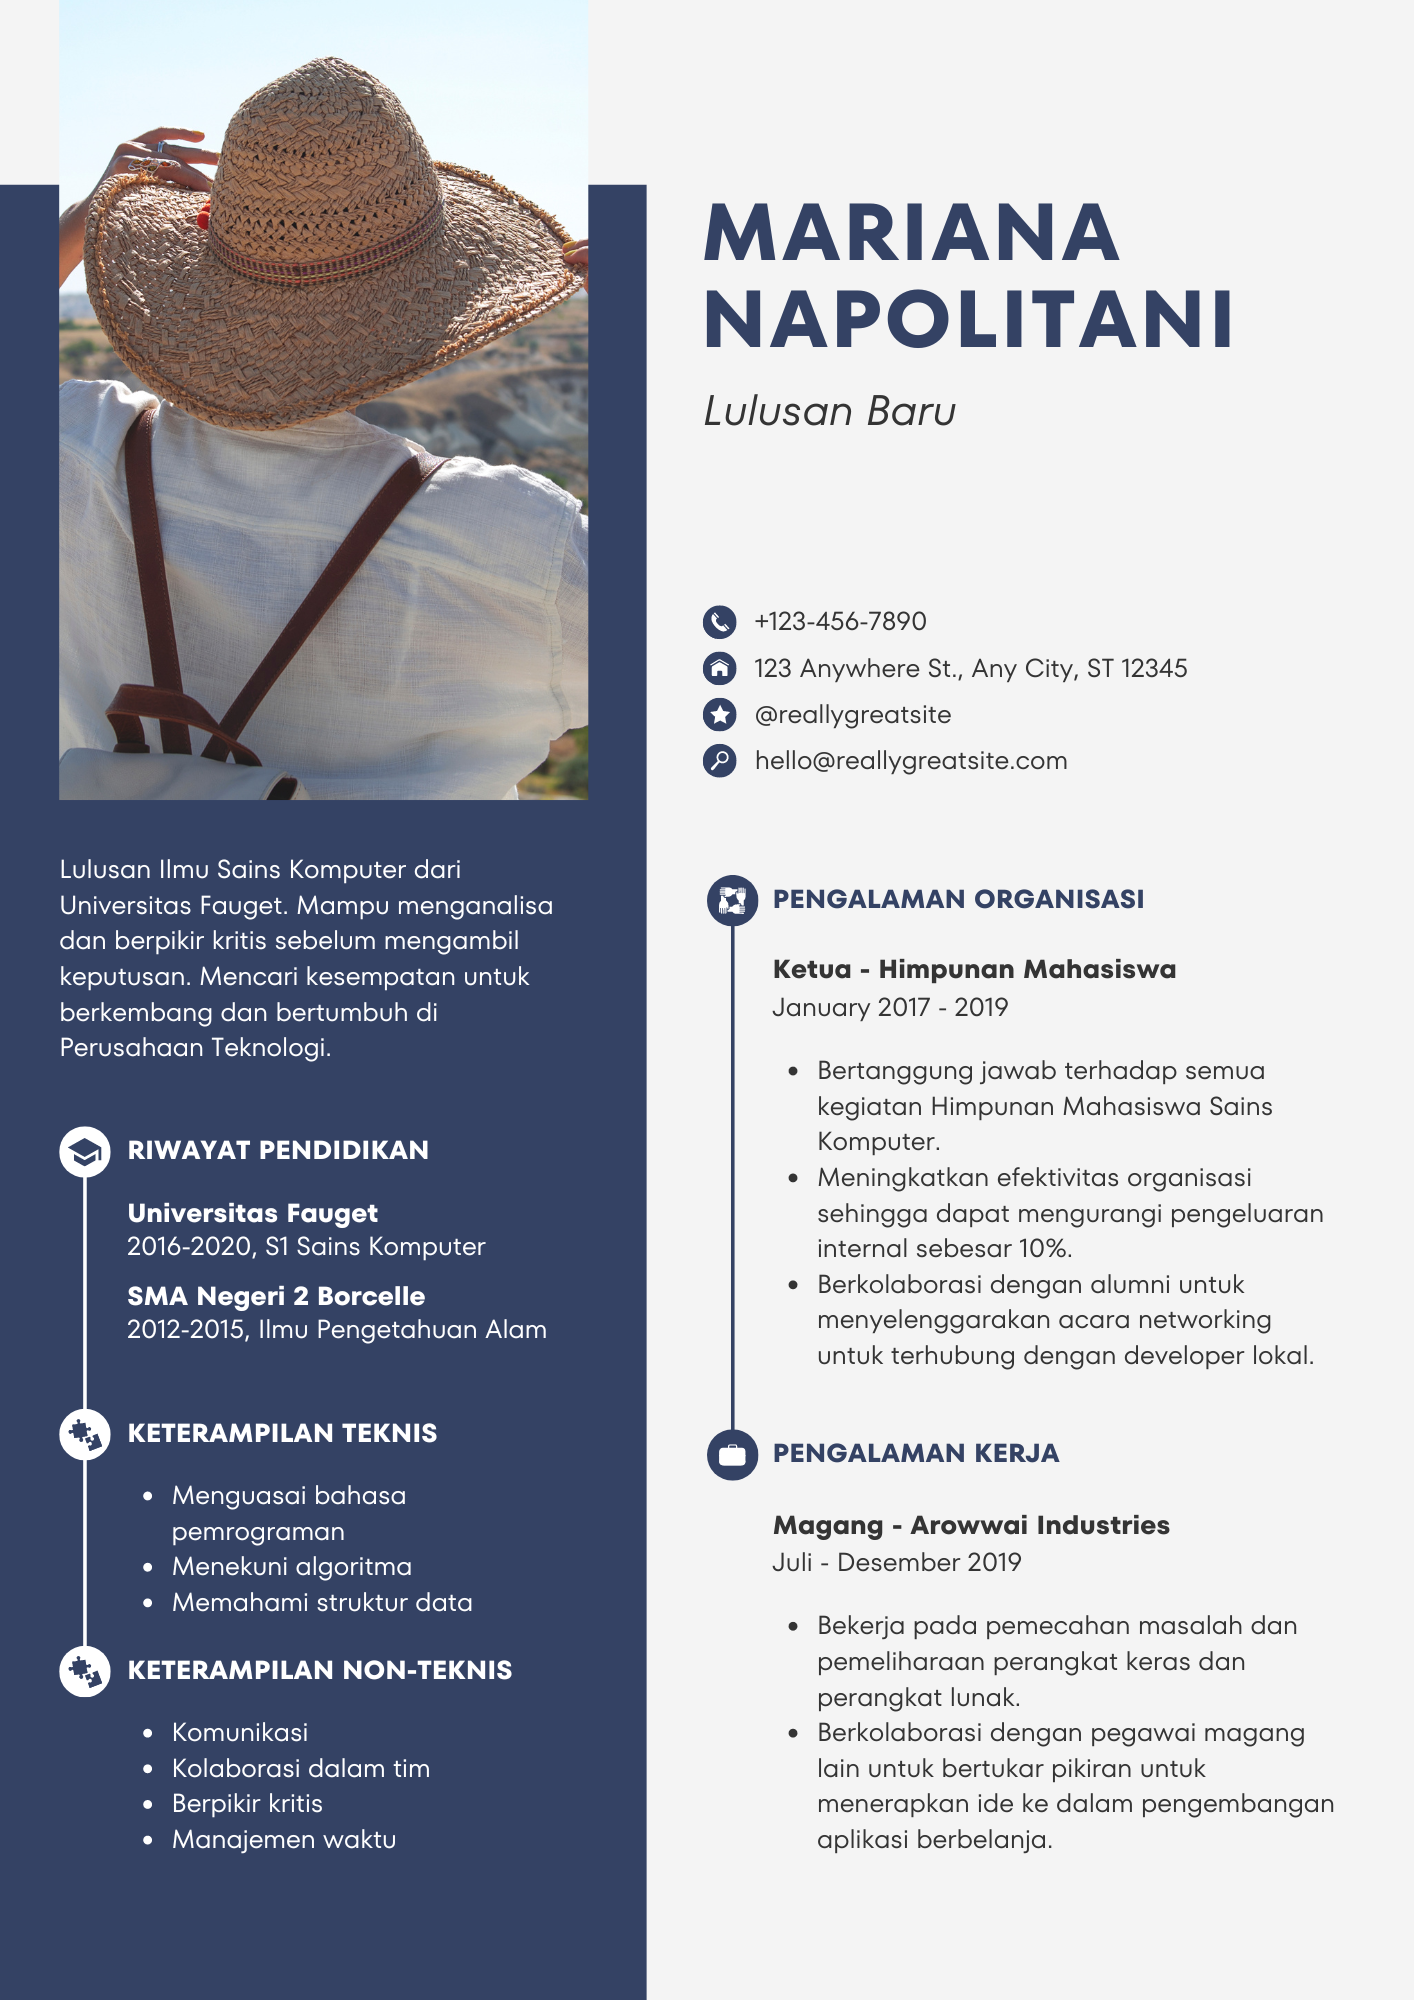 MARIANA
NAPOLITANI
Lulusan Baru
+123-456-7890
123 Anywhere St., Any City, ST 12345
@reallygreatsite
hello@reallygreatsite.com
Lulusan Ilmu Sains Komputer dari
Universitas Fauget. Mampu menganalisa
dan berpikir kritis sebelum mengambil
keputusan. Mencari kesempatan untuk
berkembang dan bertumbuh di
Perusahaan Teknologi.
RIWAYAT PENDIDIKAN
Universitas Fauget
2016-2020, S1 Sains Komputer
SMA Negeri 2 Borcelle
2012-2015, Ilmu Pengetahuan Alam
KETERAMPILAN TEKNIS
• Menguasai bahasa
pemrograman
• Menekuni algoritma
• Memahami struktur data
KETERAMPILAN NON-TEKNIS
• Komunikasi
• Kolaborasi dalam tim
• Berpikir kritis
• Manajemen waktu
PENGALAMAN ORGANISASI
Ketua - Himpunan Mahasiswa
January 2017 - 2019
• Bertanggung jawab terhadap semua
kegiatan Himpunan Mahasiswa Sains
Komputer.
• Meningkatkan efektivitas organisasi
sehingga dapat mengurangi pengeluaran
internal sebesar 10%.
• Berkolaborasi dengan alumni untuk
menyelenggarakan acara networking
untuk terhubung dengan developer lokal.
PENGALAMAN KERJA
Magang - Arowwai Industries
Juli - Desember 2019
• Bekerja pada pemecahan masalah dan
pemeliharaan perangkat keras dan
perangkat lunak.
• Berkolaborasi dengan pegawai magang
lain untuk bertukar pikiran untuk
menerapkan ide ke dalam pengembangan
aplikasi berbelanja.